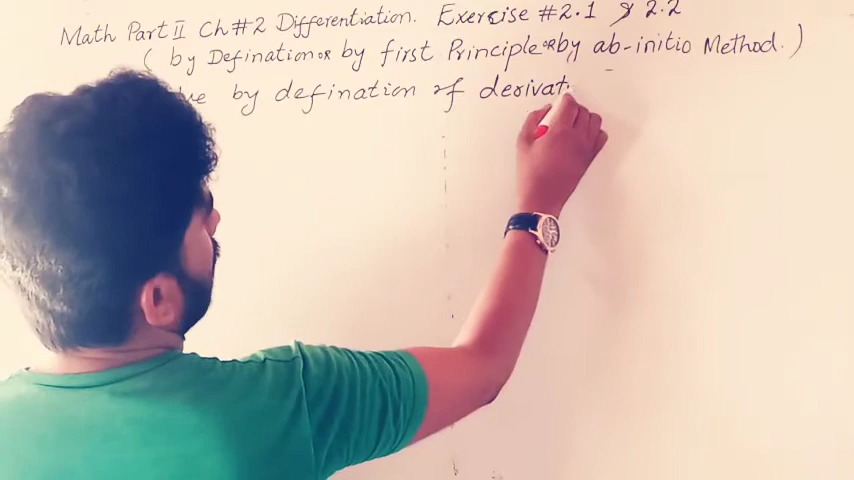 Math Part II Ch#2 Differentiation. Exercise #2.1 & 2.2
( by Defination or by first Principle or by ab-initio Method. )
by defination of derivat